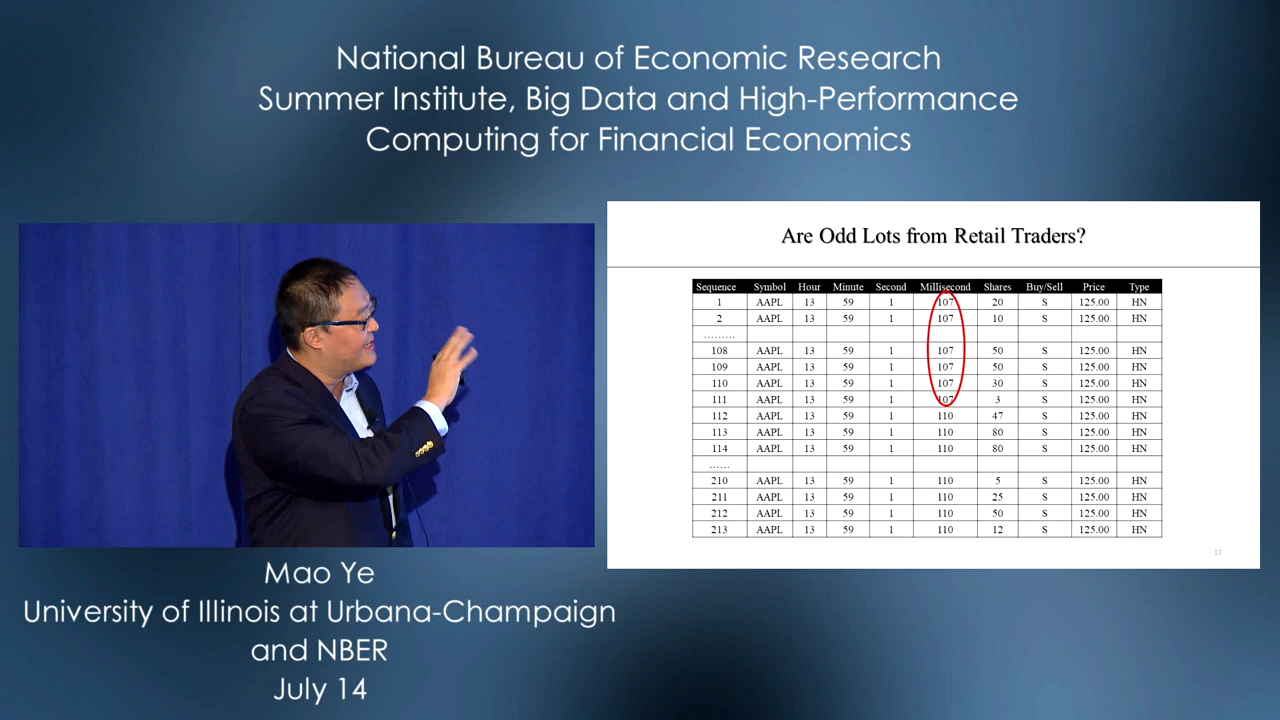 National Bureau of Economic Research
Summer Institute, Big Data and High-Performance
Computing for Financial Economics
Are Odd Lots from Retail Traders?
Sequence Symbol Hour Minute Second Millisecond Shares Buy/Sell Price Type
1 AAPL 13 59 1 107 20 S 125.00 HN
2 AAPL 13 59 1 107 10 S 125.00 HN
.........
108 AAPL 13 59 1 107 50 S 125.00 HN
109 AAPL 13 59 1 107 50 S 125.00 HN
110 AAPL 13 59 1 107 30 S 125.00 HN
111 AAPL 13 59 1 107 3 S 125.00 HN
112 AAPL 13 59 1 110 47 S 125.00 HN
113 AAPL 13 59 1 110 80 S 125.00 HN
114 AAPL 13 59 1 110 80 S 125.00 HN
......
210 AAPL 13 59 1 110 5 S 125.00 HN
211 AAPL 13 59 1 110 25 S 125.00 HN
212 AAPL 13 59 1 110 50 S 125.00 HN
213 AAPL 13 59 1 110 12 S 125.00 HN
11
Mao Ye
University of Illinois at Urbana-Champaign
and NBER
July 14